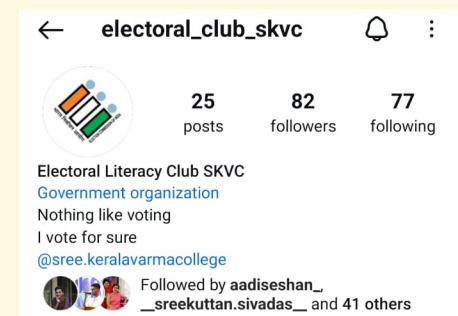 electoral_club_skvc
25 82 77
posts followers following
Electoral Literacy Club SKVC
Government organization
Nothing like voting
I vote for sure
@sree.keralavarmacollege
Followed by aadiseshan_,
__sreekuttan.sivadas__ and 41 others